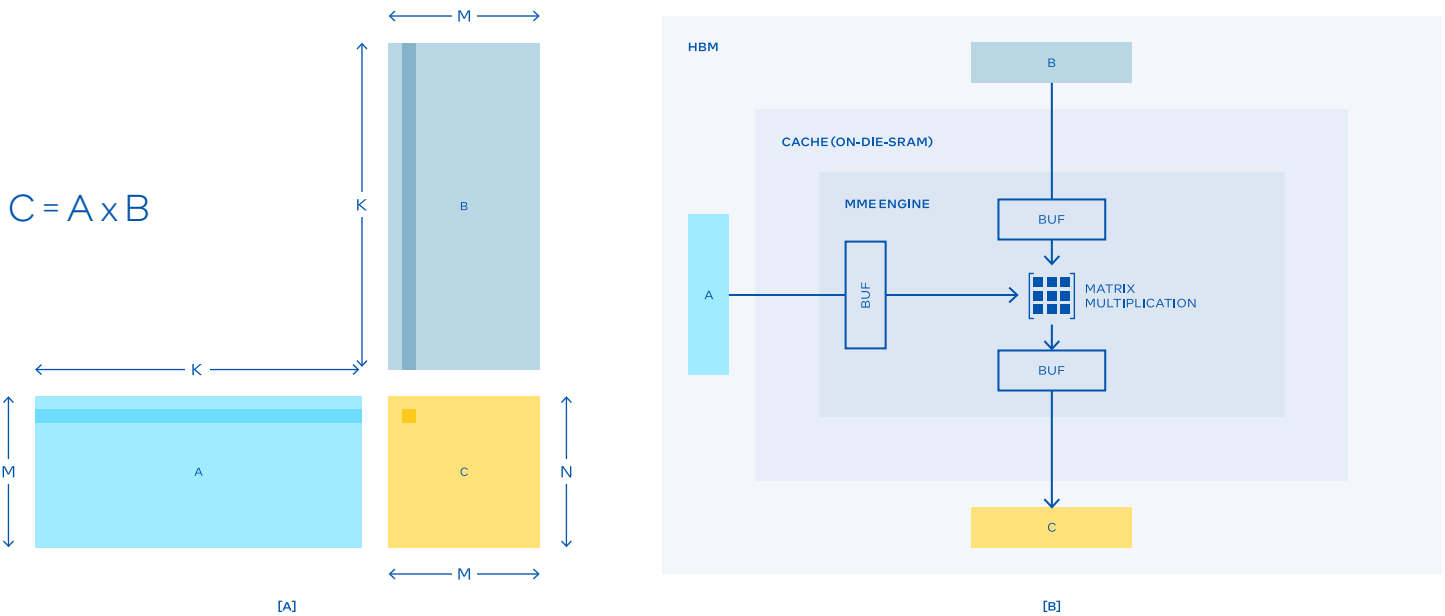 M
K
C = A x B
B
K
M
A
C
N
M
[A]
HBM
B
CACHE (ON-DIE-SRAM)
MME ENGINE
BUF
A
BUF
MATRIX
MULTIPLICATION
BUF
C
[B]